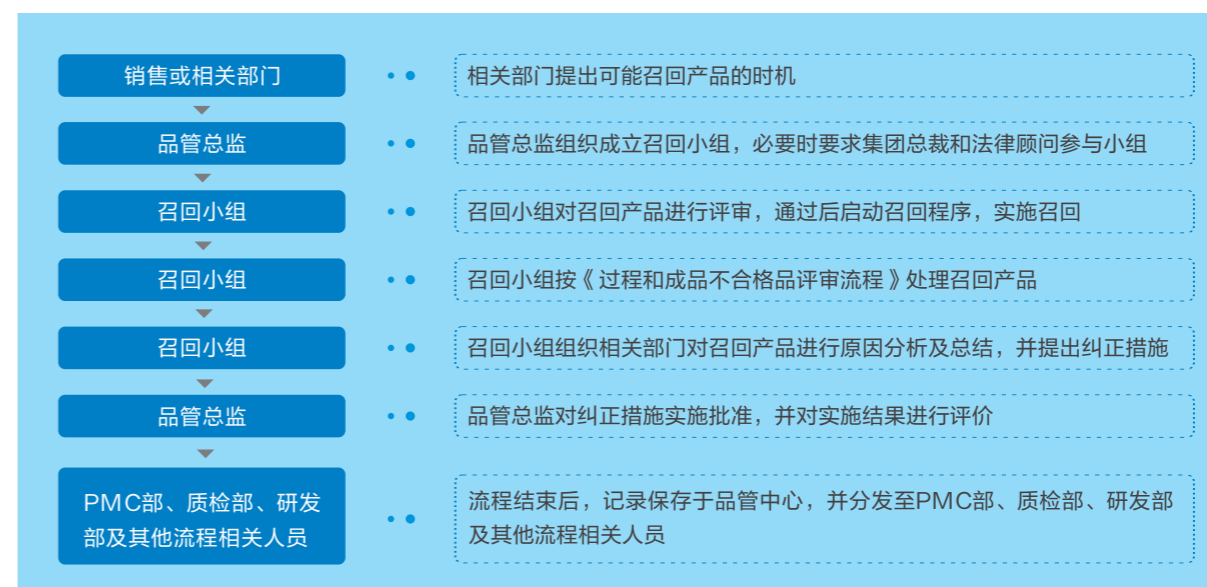 销售或相关部门
相关部门提出可能召回产品的时机
品管总监
品管总监组织成立召回小组，必要时要求集团总裁和法律顾问参与小组
召回小组
召回小组对召回产品进行评审，通过后启动召回程序，实施召回
召回小组
召回小组按《过程和成品不合格品评审流程》处理召回产品
召回小组
召回小组组织相关部门对召回产品进行原因分析及总结，并提出纠正措施
品管总监
品管总监对纠正措施实施批准，并对实施结果进行评价
PMC部、质检部、研发
部及其他流程相关人员
流程结束后，记录保存于品管中心，并分发至PMC部、质检部、研发部
及其他流程相关人员